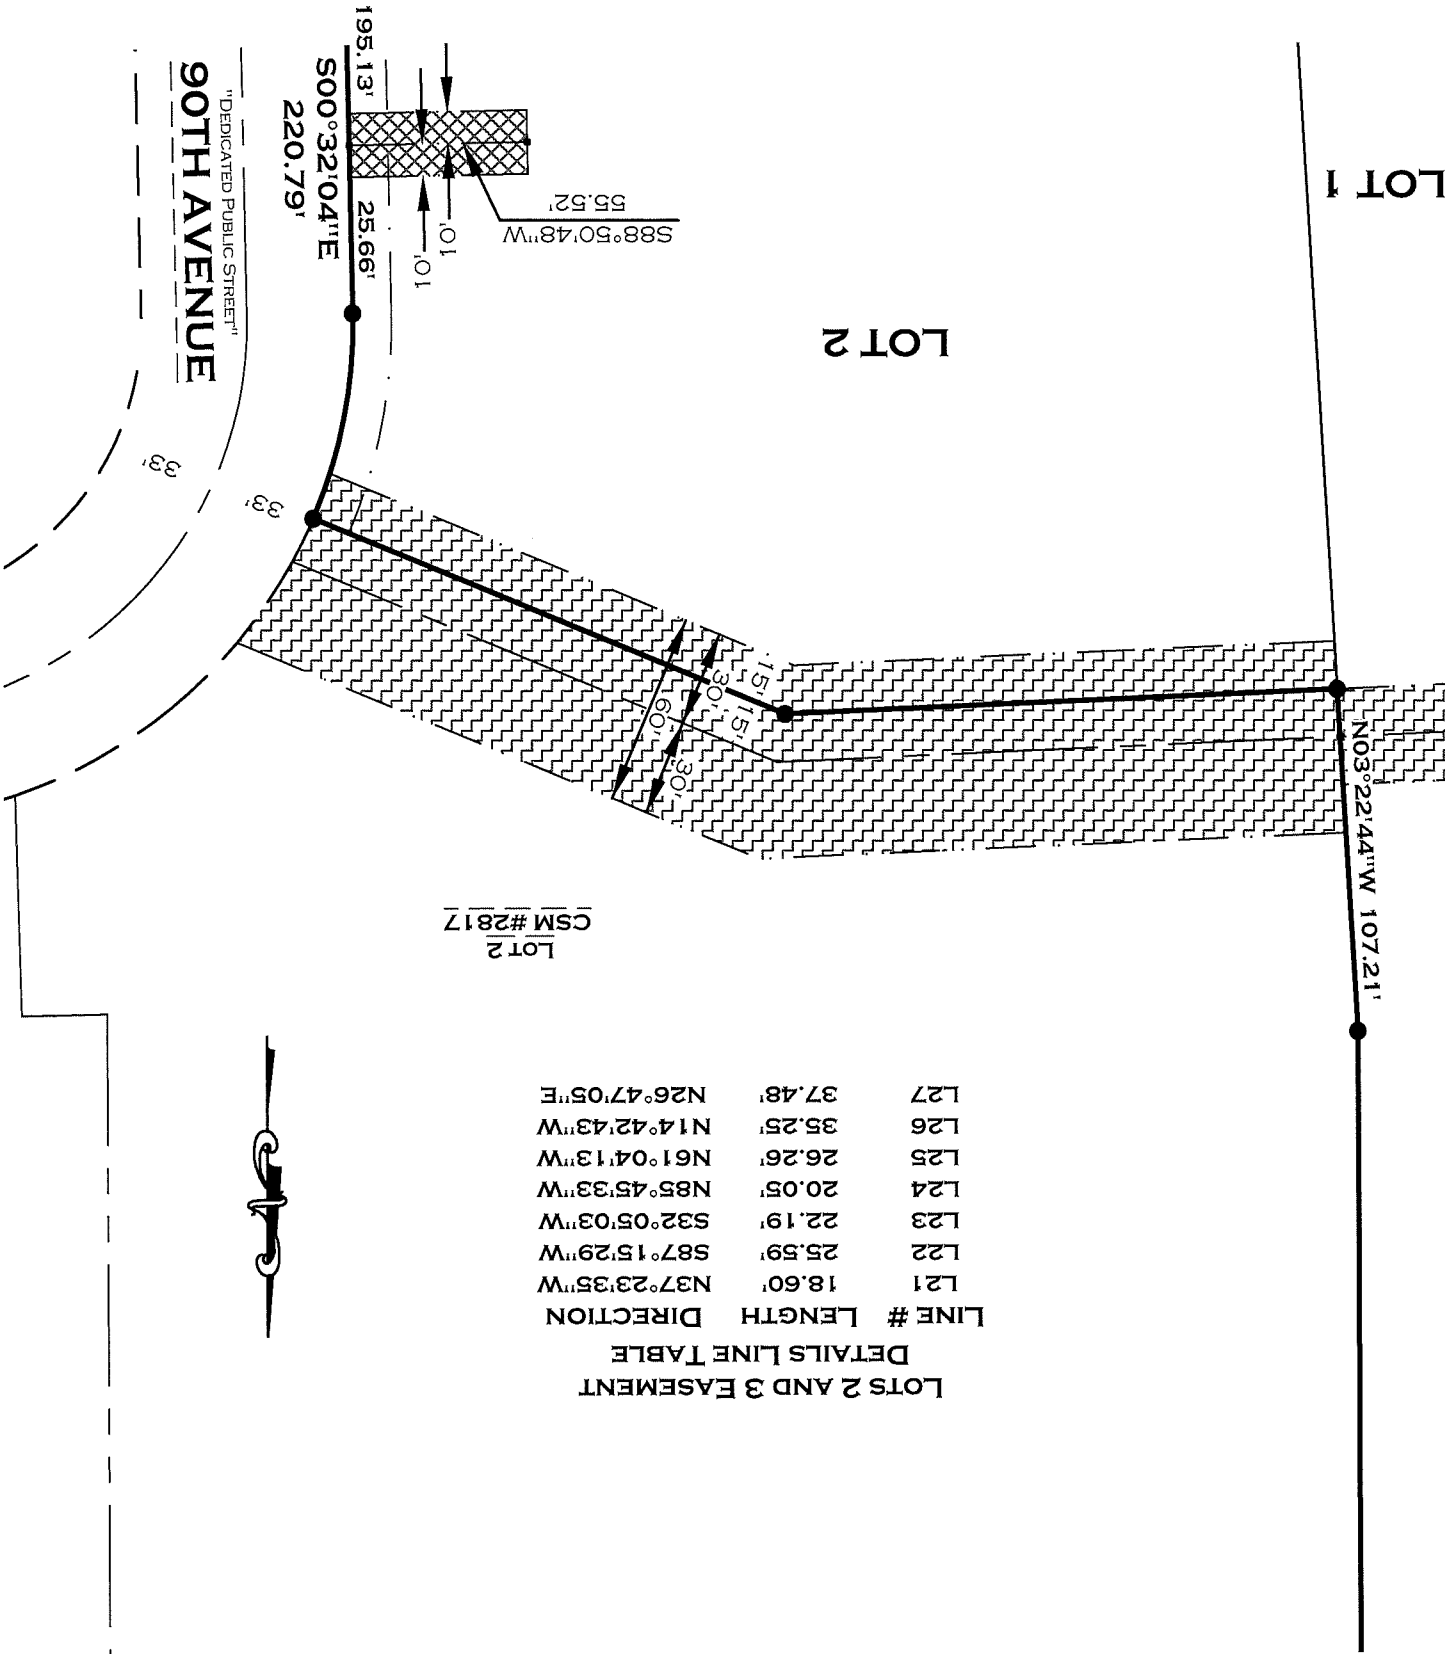 LOTS 2 AND 3 EASEMENT
DETAILS LINE TABLE
LINE # LENGTH DIRECTION
L21 18.60' N37°23'35"W
L22 25.59' S87°15'29"W
L23 22.19' S32°05'03"W
L24 20.05' N85°45'33"W
L25 26.26' N61°04'13"W
L26 35.25' N14°42'43"W
L27 37.48' N26°47'05"E
LOT 2
CSM #2817
N03°22'44"W 107.21'
30'
60'
15'
30'
15'
33'
33'
LOT 2
LOT 1
S88°50'48"W
55.52'
10'
10'
25.66'
195.13'
S00°32'04"E
220.79'
"DEDICATED PUBLIC STREET"
90TH AVENUE